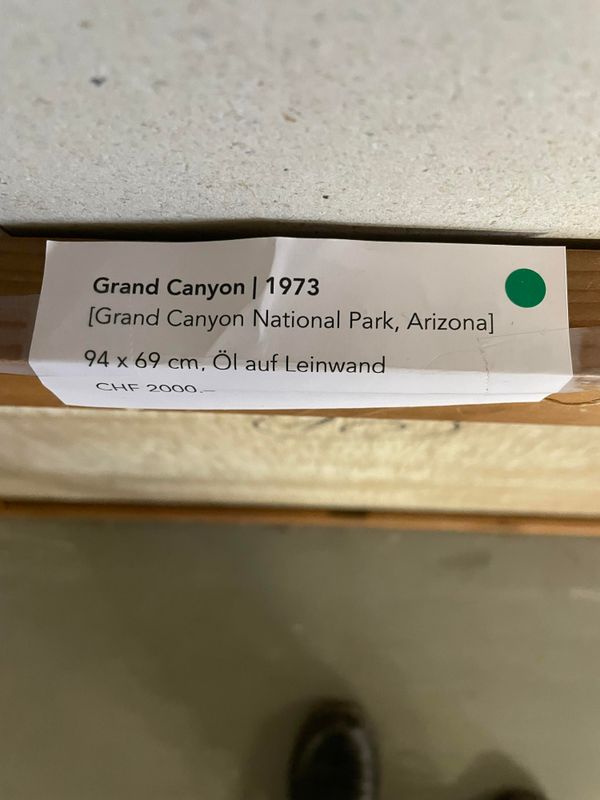 Grand Canyon | 1973
[Grand Canyon National Park, Arizona]
94 x 69 cm, Öl auf Leinwand
CHF 2000.–